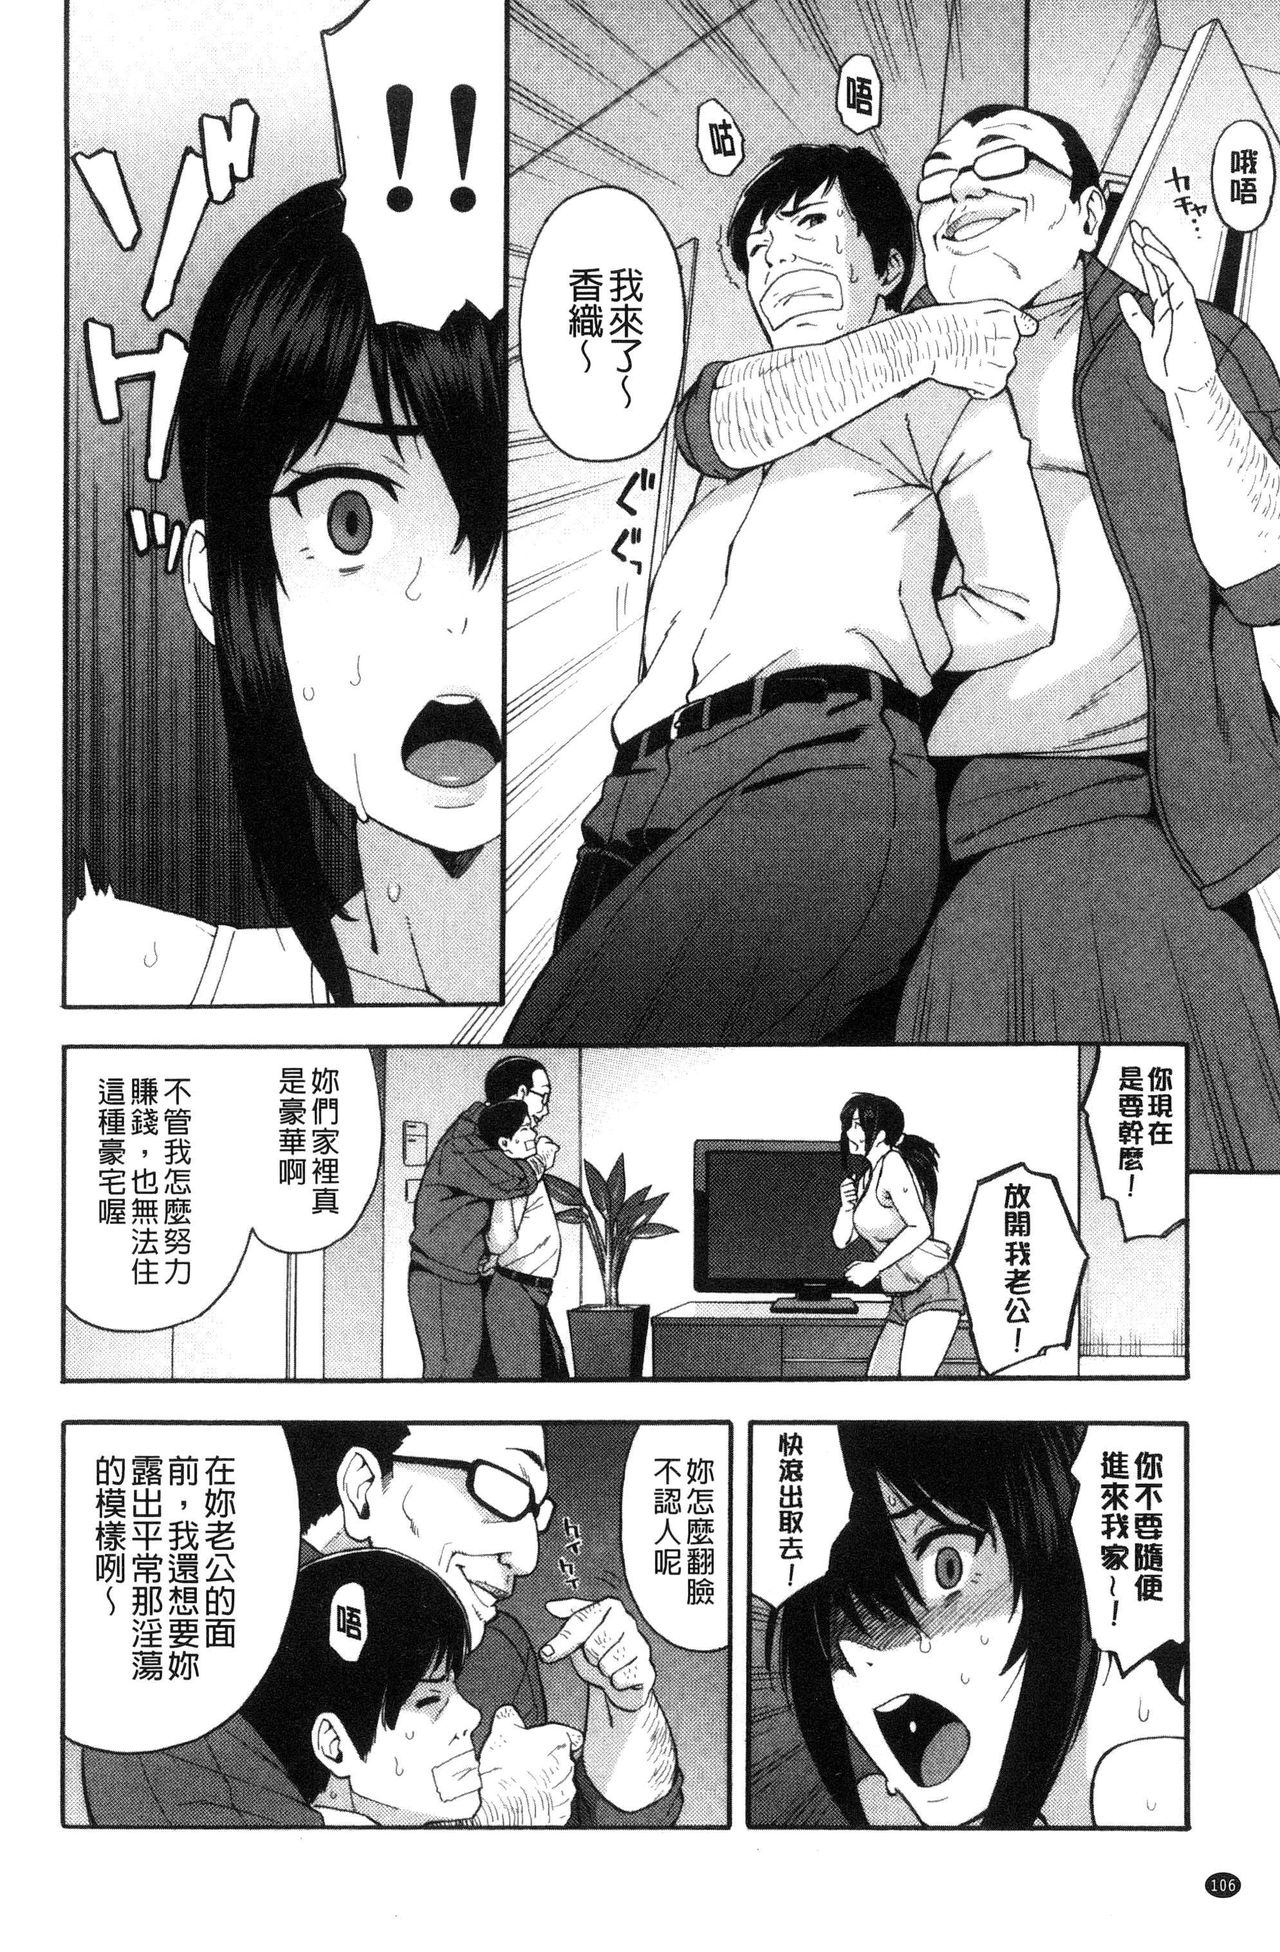 哦唔
カチャ…
唔
咕
我來了～
香織～
ぐぐっ
!!
你現在
是要幹麼！
放開我老公！
妳們家裡真
是豪華啊
不管我怎麼努力
賺錢，也無法住
這種豪宅喔
你不要隨便
進來我家～！
快滾出取去！
妳怎麼翻臉
不認人呢
唔
在妳老公的面
前，我還想要妳
露出平常那淫蕩
的模樣咧～
106